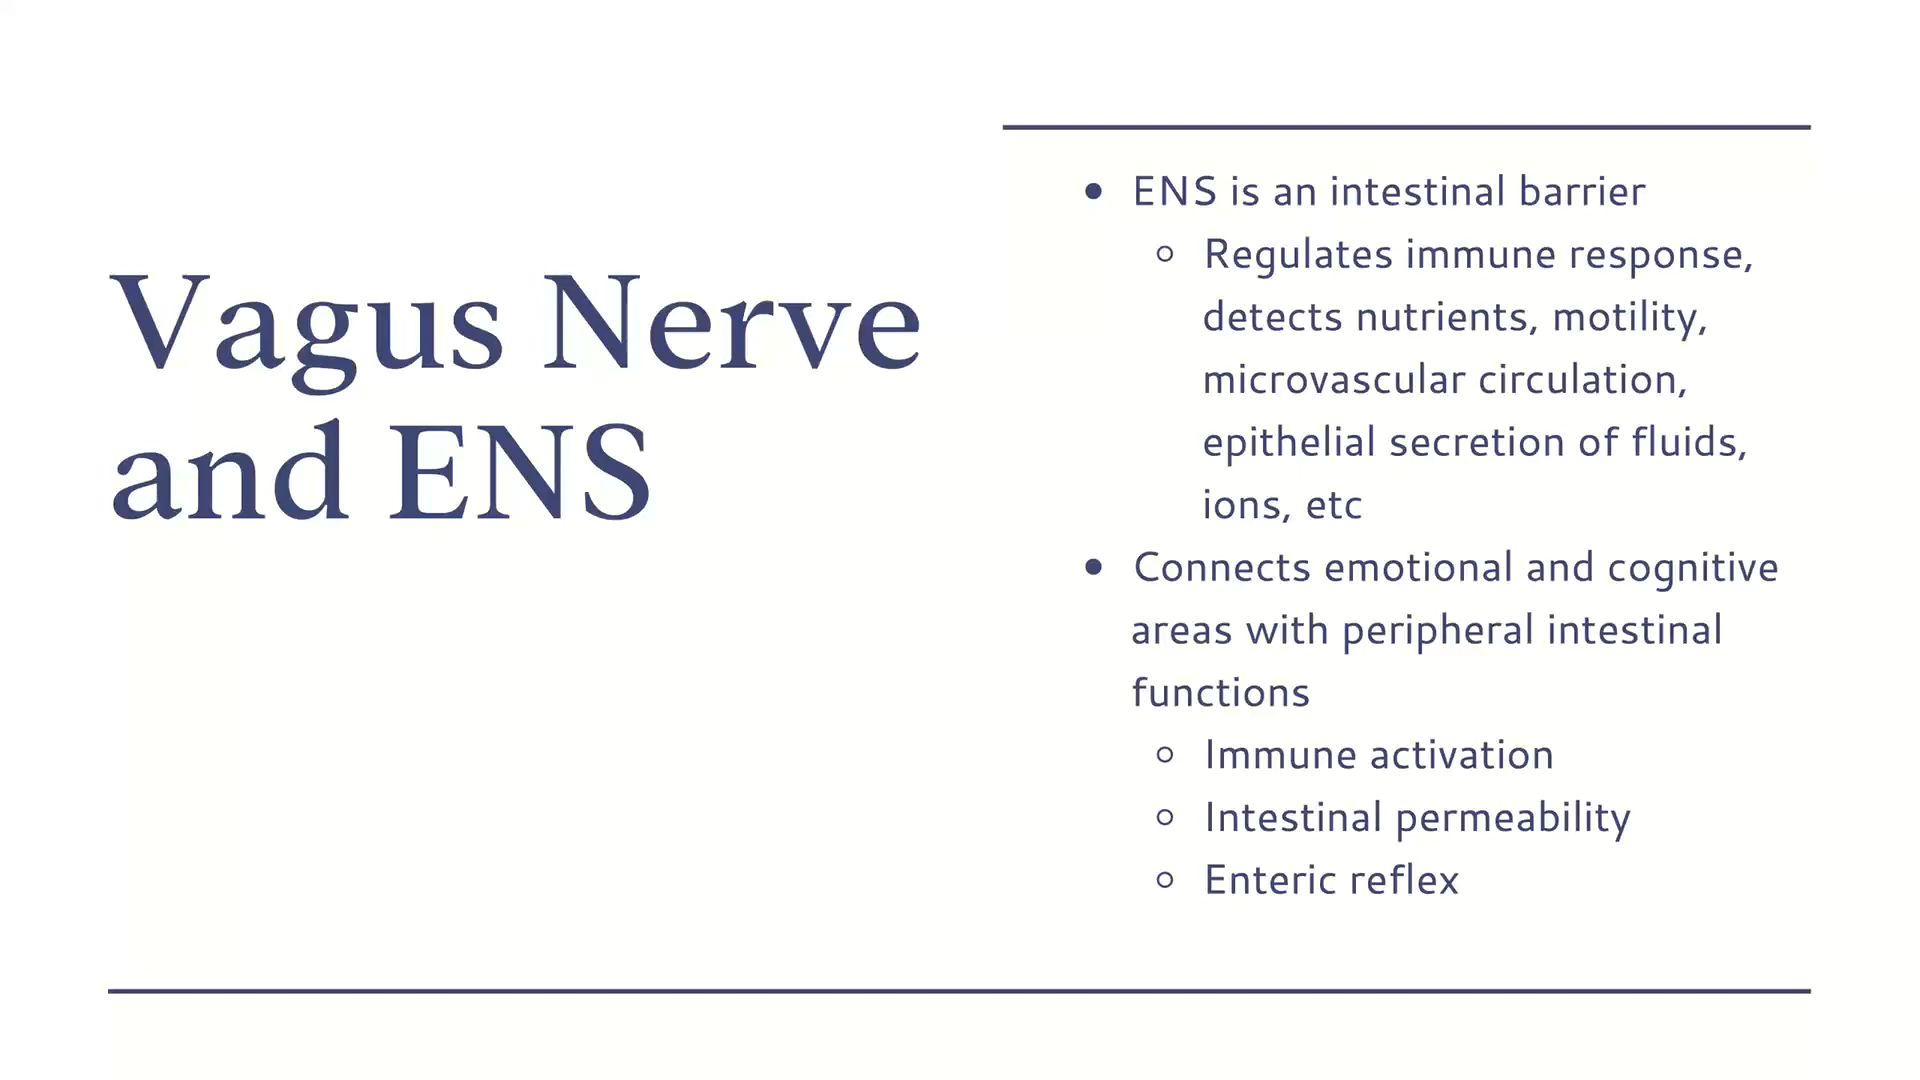 Vagus Nerve
and ENS
• ENS is an intestinal barrier
◦ Regulates immune response,
detects nutrients, motility,
microvascular circulation,
epithelial secretion of fluids,
ions, etc
• Connects emotional and cognitive
areas with peripheral intestinal
functions
◦ Immune activation
◦ Intestinal permeability
◦ Enteric reflex